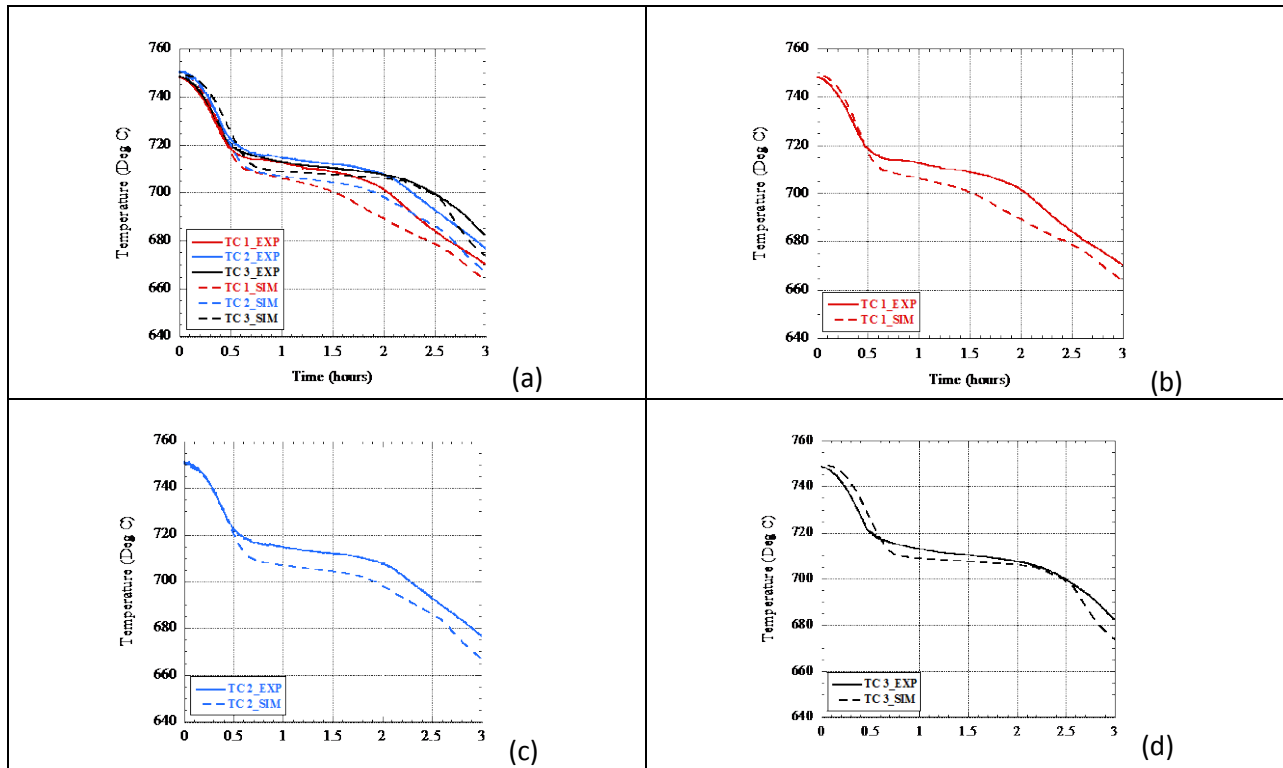 760
740
720
700
680
660
640
Temperature (Deg C)
TC 1_EXP
TC 2_EXP
TC 3_EXP
TC 1_SIM
TC 2_SIM
TC 3_SIM
0 0.5 1 1.5 2 2.5 3
Time (hours)
(a)
760
740
720
700
680
660
640
Temperature (Deg C)
TC 1_EXP
TC 1_SIM
0 0.5 1 1.5 2 2.5 3
Time (hours)
(b)
760
740
720
700
680
660
640
Temperature (Deg C)
TC 2_EXP
TC 2_SIM
0 0.5 1 1.5 2 2.5 3
(c)
760
740
720
700
680
660
640
Temperature (Deg C)
TC 3_EXP
TC 3_SIM
0 0.5 1 1.5 2 2.5 3
(d)